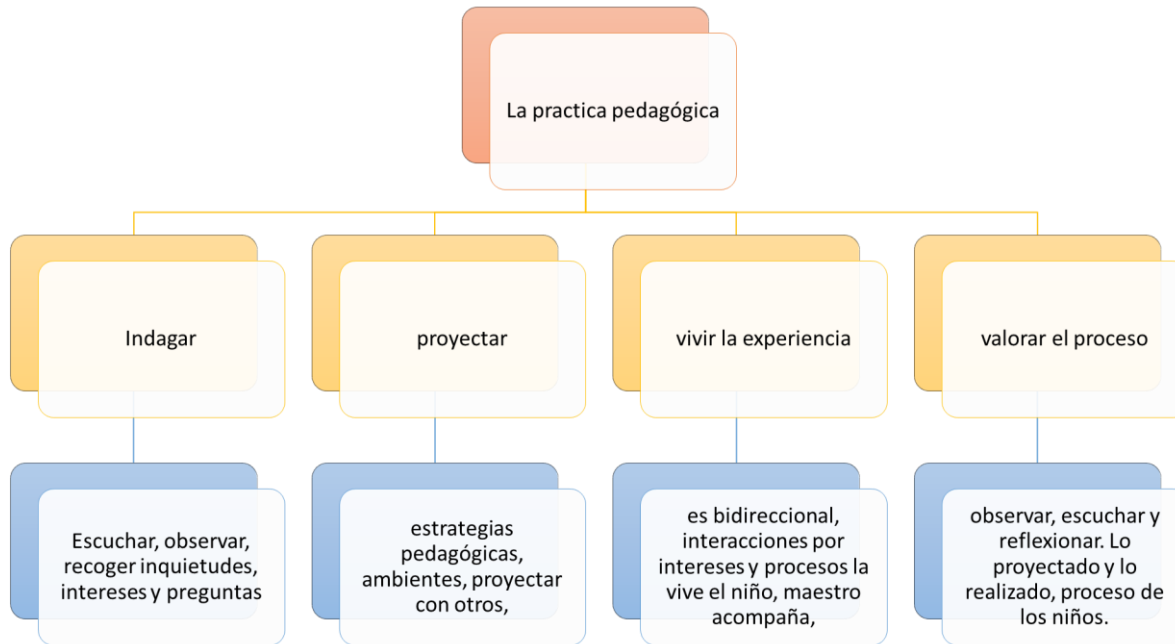 La practica pedagógica
Indagar
proyectar
vivir la experiencia
valorar el proceso
Escuchar, observar,
recoger inquietudes,
intereses y preguntas
estrategias
pedagógicas,
ambientes, proyectar
con otros,
es bidireccional,
interacciones por
intereses y procesos la
vive el niño, maestro
acompaña,
observar, escuchar y
reflexionar. Lo
proyectado y lo
realizado, proceso de
los niños.